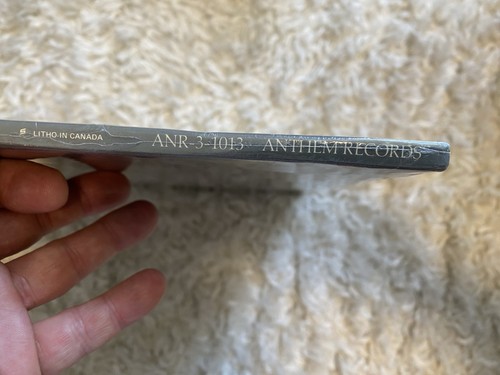 LITHO IN CANADA ANR-3-1013 ANTHEM RECORDS